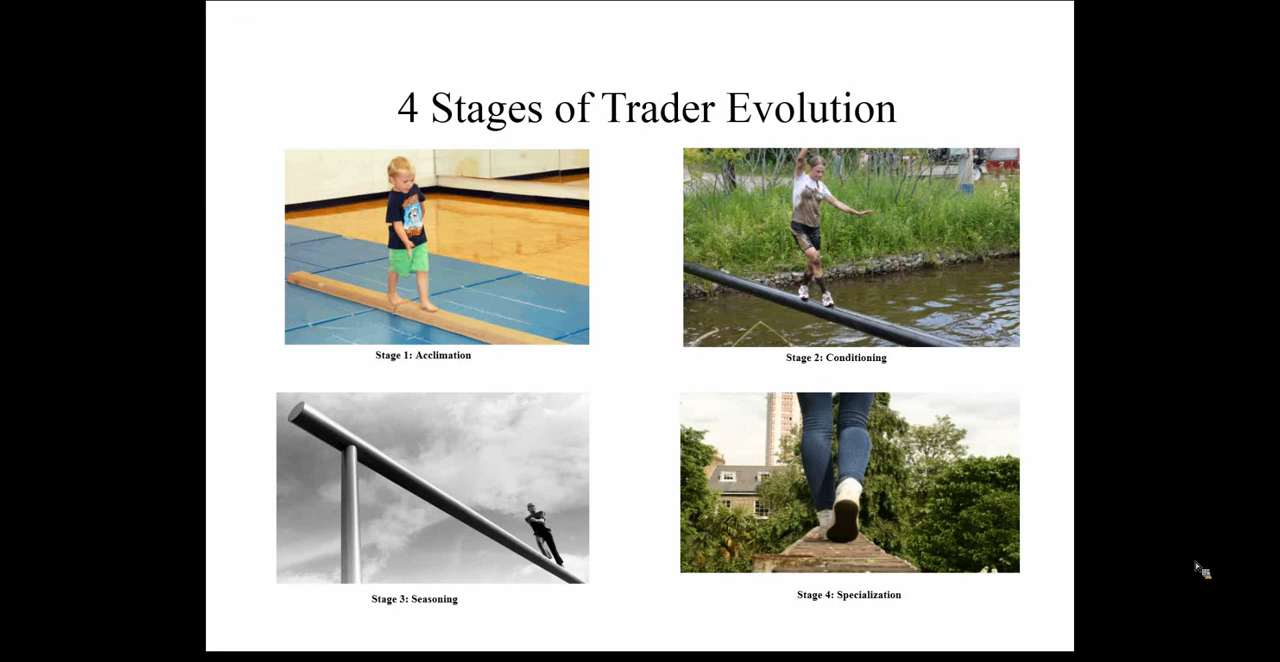 4 Stages of Trader Evolution
Stage 1: Acclimation
Stage 2: Conditioning
Stage 3: Seasoning
Stage 4: Specialization